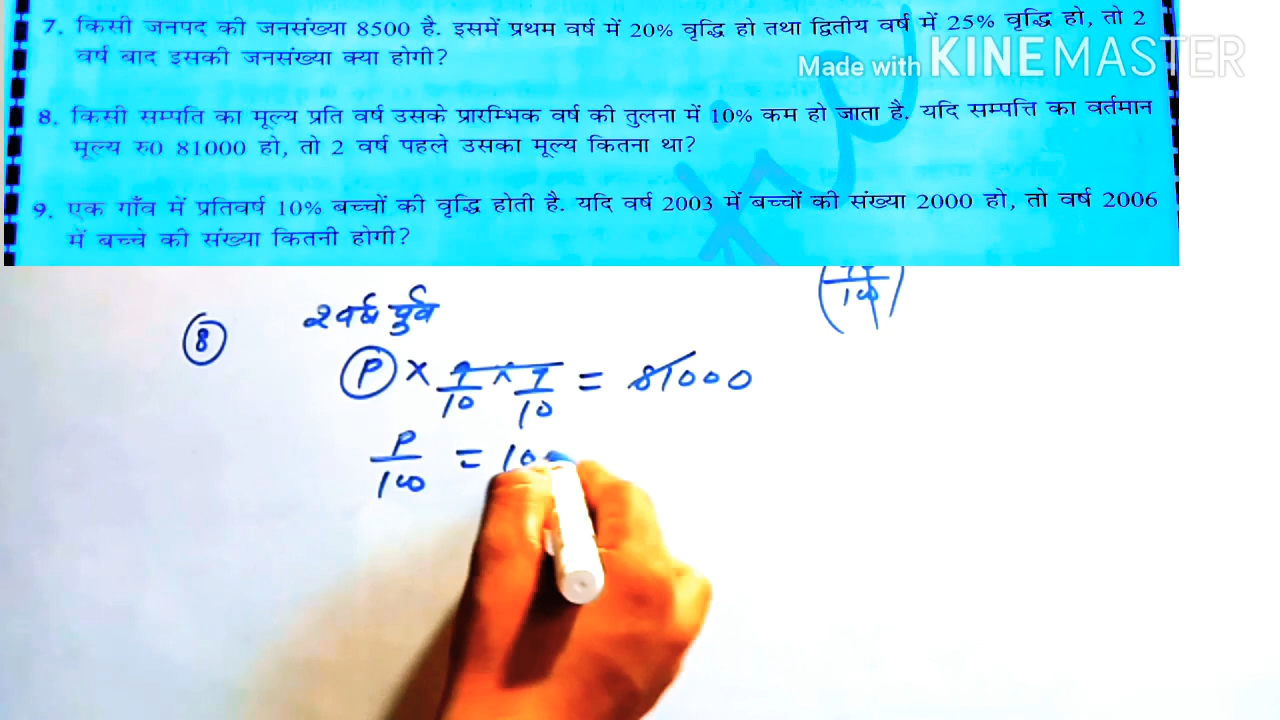 7. किसी जनपद की जनसंख्या 8500 है. इसमें प्रथम वर्ष में 20% वृद्धि हो तथा द्वितीय वर्ष में 25% वृद्धि हो, तो 2
वर्ष बाद इसकी जनसंख्या क्या होगी?
Made with KINEMASTER
8. किसी सम्पति का मूल्य प्रति वर्ष उसके प्रारम्भिक वर्ष की तुलना में 10% कम हो जाता है. यदि सम्पत्ति का वर्तमान
मूल्य रु0 81000 हो, तो 2 वर्ष पहले उसका मूल्य कितना था?
9. एक गाँव में प्रतिवर्ष 10% बच्चों की वृद्धि होती है. यदि वर्ष 2003 में बच्चों की संख्या 2000 हो, तो वर्ष 2006
में बच्चे की संख्या कितनी होगी?
8 2 वर्ष पुर्व
P × 9/10 × 9/10 = 81000
P/100 = 10